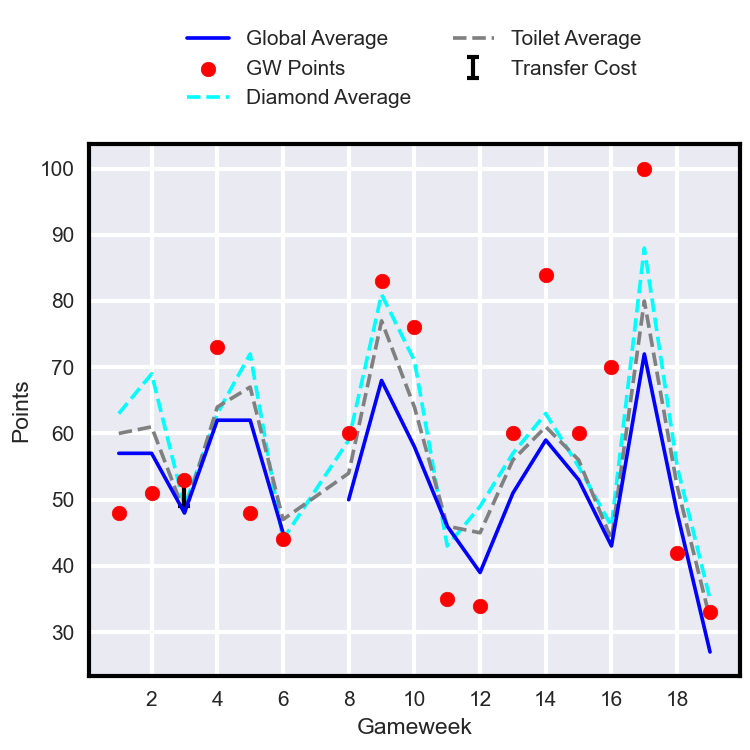 Global Average
GW Points
Diamond Average
Toilet Average
Transfer Cost
Points
100
90
80
70
60
50
40
30
2 4 6 8 10 12 14 16 18
Gameweek